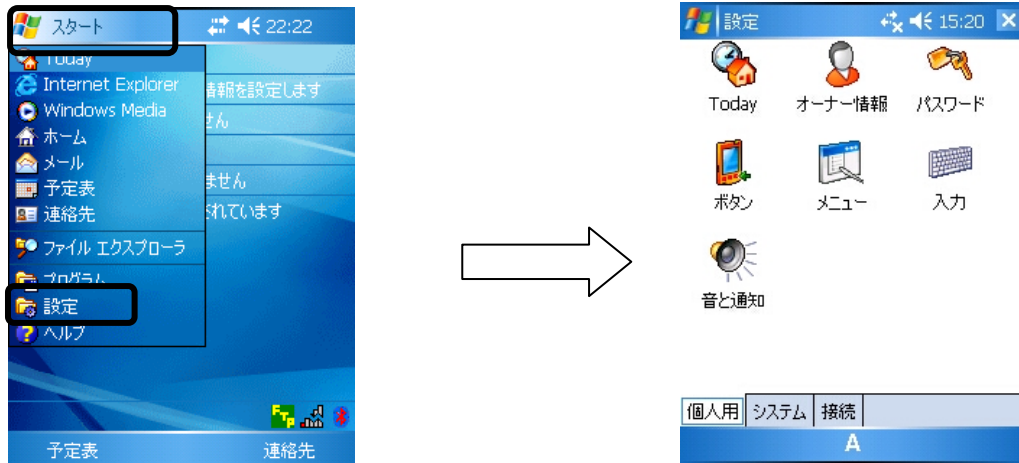 スタート 22:22
Today
Internet Explorer
情報を設定します
Windows Media
せん
ホーム
メール
予定表
ません
連絡先
されています
ファイル エクスプローラ
プログラム
設定
ヘルプ
FTP
予定表 連絡先
設定 15:20
Today オーナー情報 パスワード
ボタン メニュー 入力
音と通知
個人用 システム 接続
A